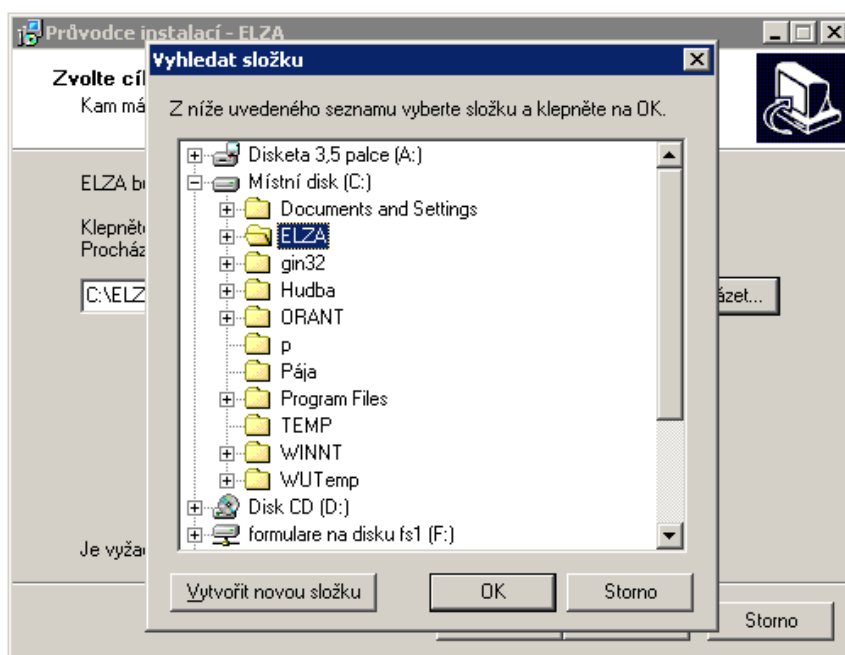 Průvodce instalací - ELZA
Vyhledat složku
Zvolte cíl
Kam má
Z níže uvedeného seznamu vyberte složku a klepněte na OK.
Disketa 3,5 palce (A:)
Místní disk (C:)
ELZA b
Documents and Settings
Klepnět
ELZA
Procház
gin32
C:\ELZ
Hudba
ázet...
ORANT
p
Pája
Program Files
TEMP
WINNT
WUTemp
Disk CD (D:)
formulare na disku fs1 (F:)
Je vyža
Vytvořit novou složku
OK
Storno
Storno